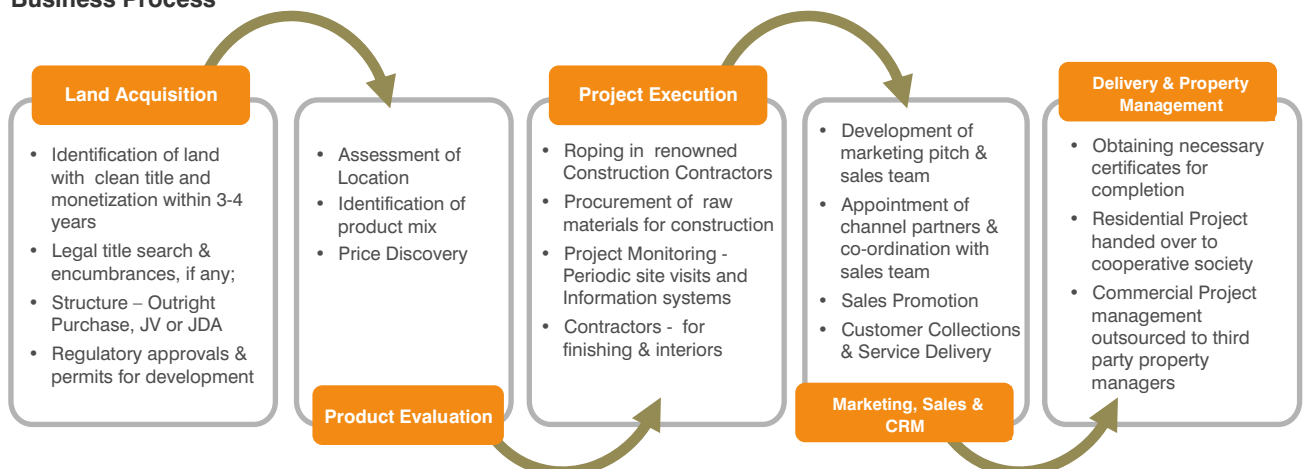 Business Process
Land Acquisition
• Identification of land
with clean title and
monetization within 3-4
years
• Legal title search &
encumbrances, if any;
• Structure – Outright
Purchase, JV or JDA
• Regulatory approvals &
permits for development
• Assessment of
Location
• Identification of
product mix
• Price Discovery
Product Evaluation
Project Execution
• Roping in renowned
Construction Contractors
• Procurement of raw
materials for construction
• Project Monitoring -
Periodic site visits and
Information systems
• Contractors - for
finishing & interiors
• Development of
marketing pitch &
sales team
• Appointment of
channel partners &
co-ordination with
sales team
• Sales Promotion
• Customer Collections
& Service Delivery
Marketing, Sales &
CRM
Delivery & Property
Management
• Obtaining necessary
certificates for
completion
• Residential Project
handed over to
cooperative society
• Commercial Project
management
outsourced to third
party property
managers